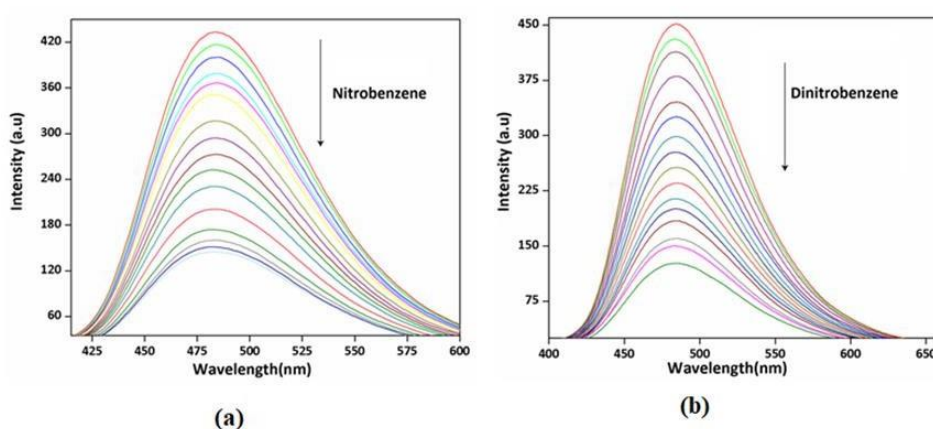 420
360
300
240
180
120
60
Intensity (a.u)
Nitrobenzene
425 450 475 500 525 550 575 600
Wavelength(nm)
(a)
450
375
300
225
150
75
Intensity (a.u)
Dinitrobenzene
400 450 500 550 600 650
Wavelength(nm)
(b)